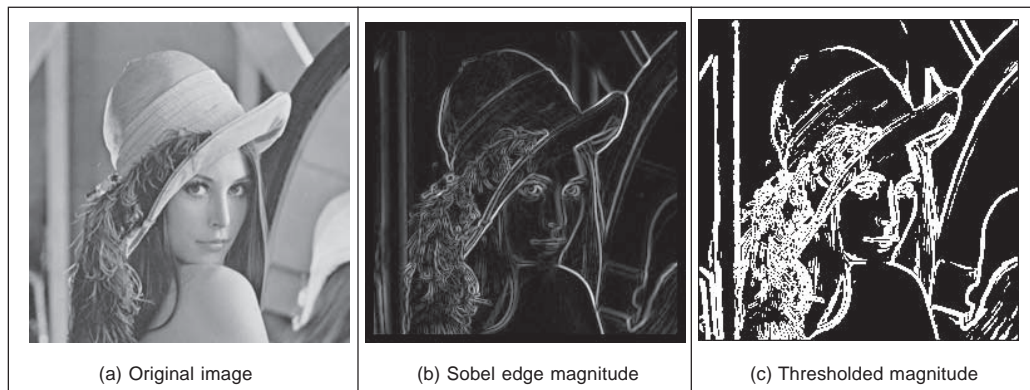 (a) Original image
(b) Sobel edge magnitude
(c) Thresholded magnitude